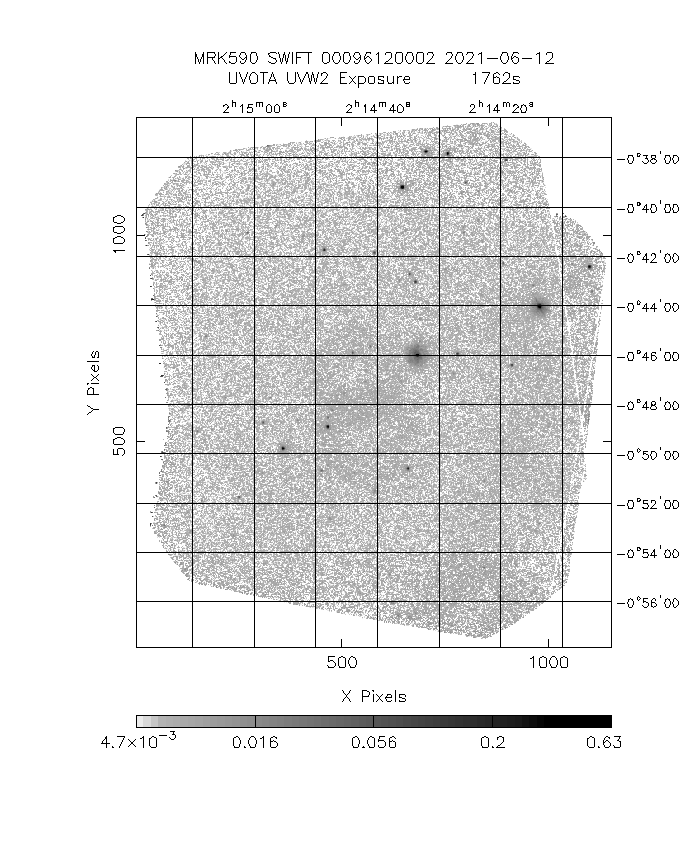 MRK590 SWIFT 00096120002 2021-06-12
UVOTA UVW2 Exposure 1762s
2ʰ15ᵐ00ˢ 2ʰ14ᵐ40ˢ 2ʰ14ᵐ20ˢ
-0°38'00
-0°40'00
1000
-0°42'00
-0°44'00
-0°46'00
Y Pixels
-0°48'00
500
-0°50'00
-0°52'00
-0°54'00
-0°56'00
500 1000
X Pixels
4.7×10⁻³ 0.016 0.056 0.2 0.63